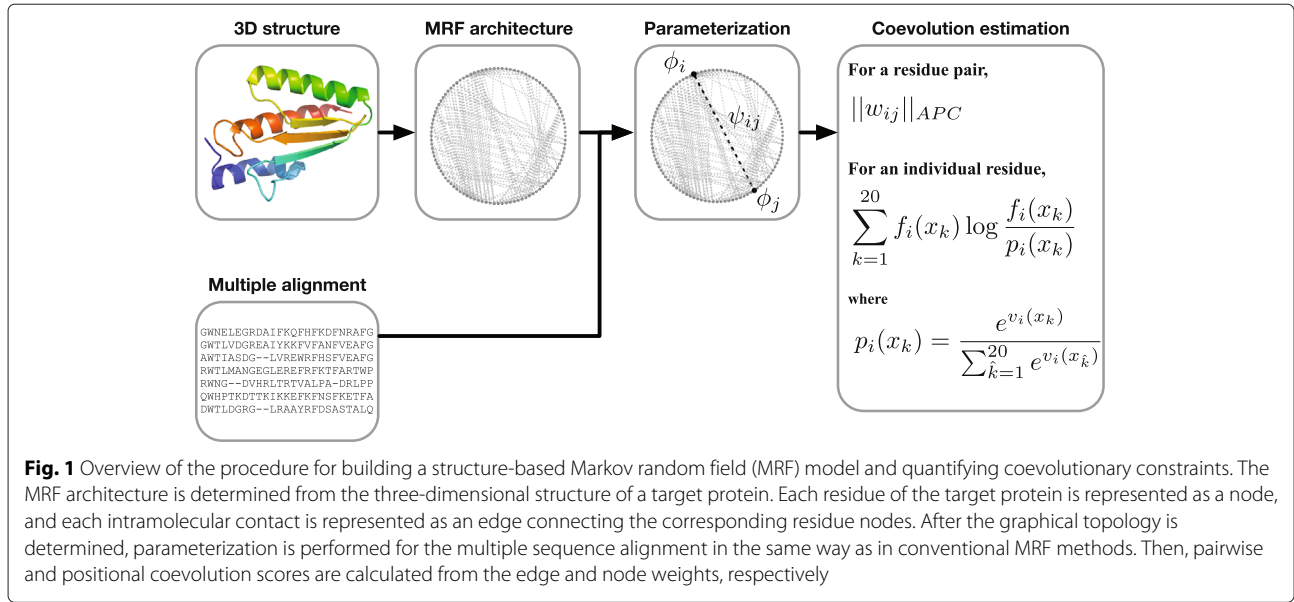 3D structure
MRF architecture
Parameterization
Coevolution estimation
ϕi
ψij
ϕj
For a residue pair,
||wij||APC
For an individual residue,
∑k=1^20 fi(xk) log fi(xk)/pi(xk)
where
pi(xk) = e^vi(xk) / ∑k̂=1^20 e^vi(xk̂)
Multiple alignment
GWNELEGRDAIFKQFHFKDFNRAFG
GWTLVDGREAIYKKFVFANFVEAFG
AWTIASDG--LVREWRFHSFVEAFG
RWTLMANGEGLEREFRFKTFARTWP
RWNG--DVHRLTRTVALPA-DRLPP
QWHPTKDTTKIKKEFKFNSFKETFA
DWTLDGRG--LRAAYRFDSASTALQ
Fig. 1 Overview of the procedure for building a structure-based Markov random field (MRF) model and quantifying coevolutionary constraints. The
MRF architecture is determined from the three-dimensional structure of a target protein. Each residue of the target protein is represented as a node,
and each intramolecular contact is represented as an edge connecting the corresponding residue nodes. After the graphical topology is
determined, parameterization is performed for the multiple sequence alignment in the same way as in conventional MRF methods. Then, pairwise
and positional coevolution scores are calculated from the edge and node weights, respectively